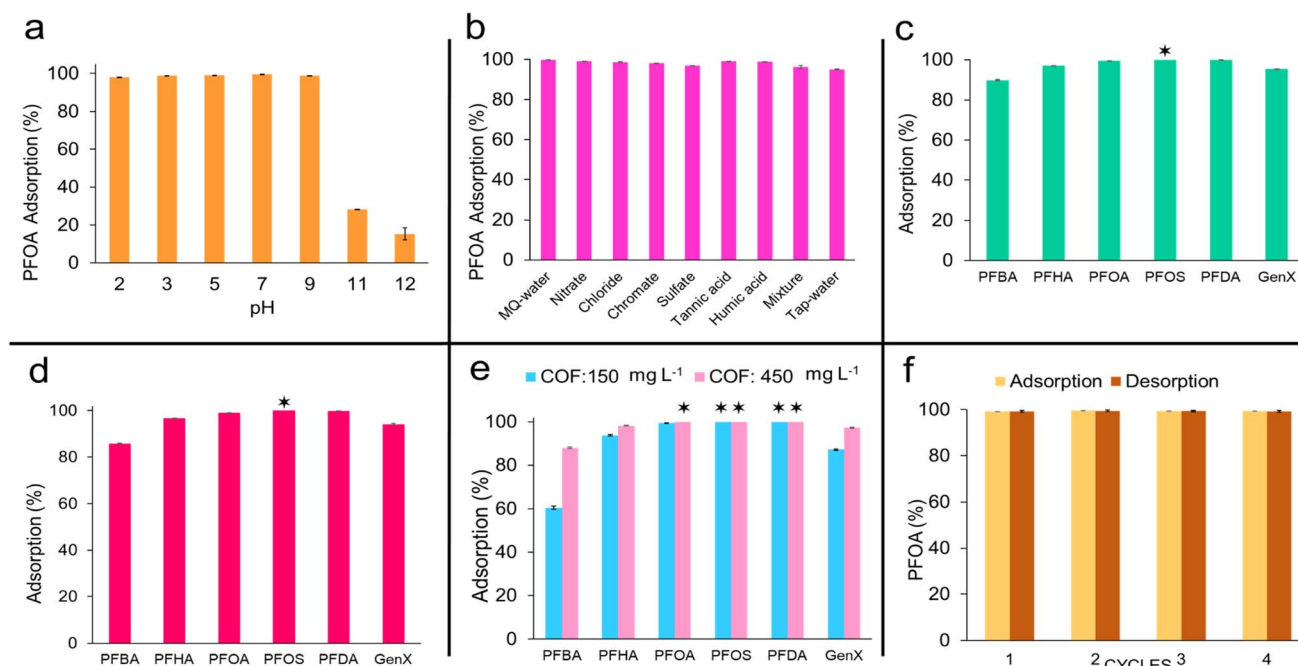 a
PFOA Adsorption (%)
100
80
60
40
20
0
2 3 5 7 9 11 12
pH
b
PFOA Adsorption (%)
100
80
60
40
20
0
MQ-water
Nitrate
Chloride
Chromate
Sulfate
Tannic acid
Humic acid
Mixture
Tap-water
c
Adsorption (%)
100
80
60
40
20
0
PFBA PFHA PFOA PFOS PFDA GenX
d
Adsorption (%)
100
80
60
40
20
0
PFBA PFHA PFOA PFOS PFDA GenX
e
COF:150 mg L⁻¹ COF: 450 mg L⁻¹
Adsorption (%)
100
80
60
40
20
0
PFBA PFHA PFOA PFOS PFDA GenX
f
Adsorption Desorption
PFOA (%)
100
80
60
40
20
0
1 2 3 4
CYCLES